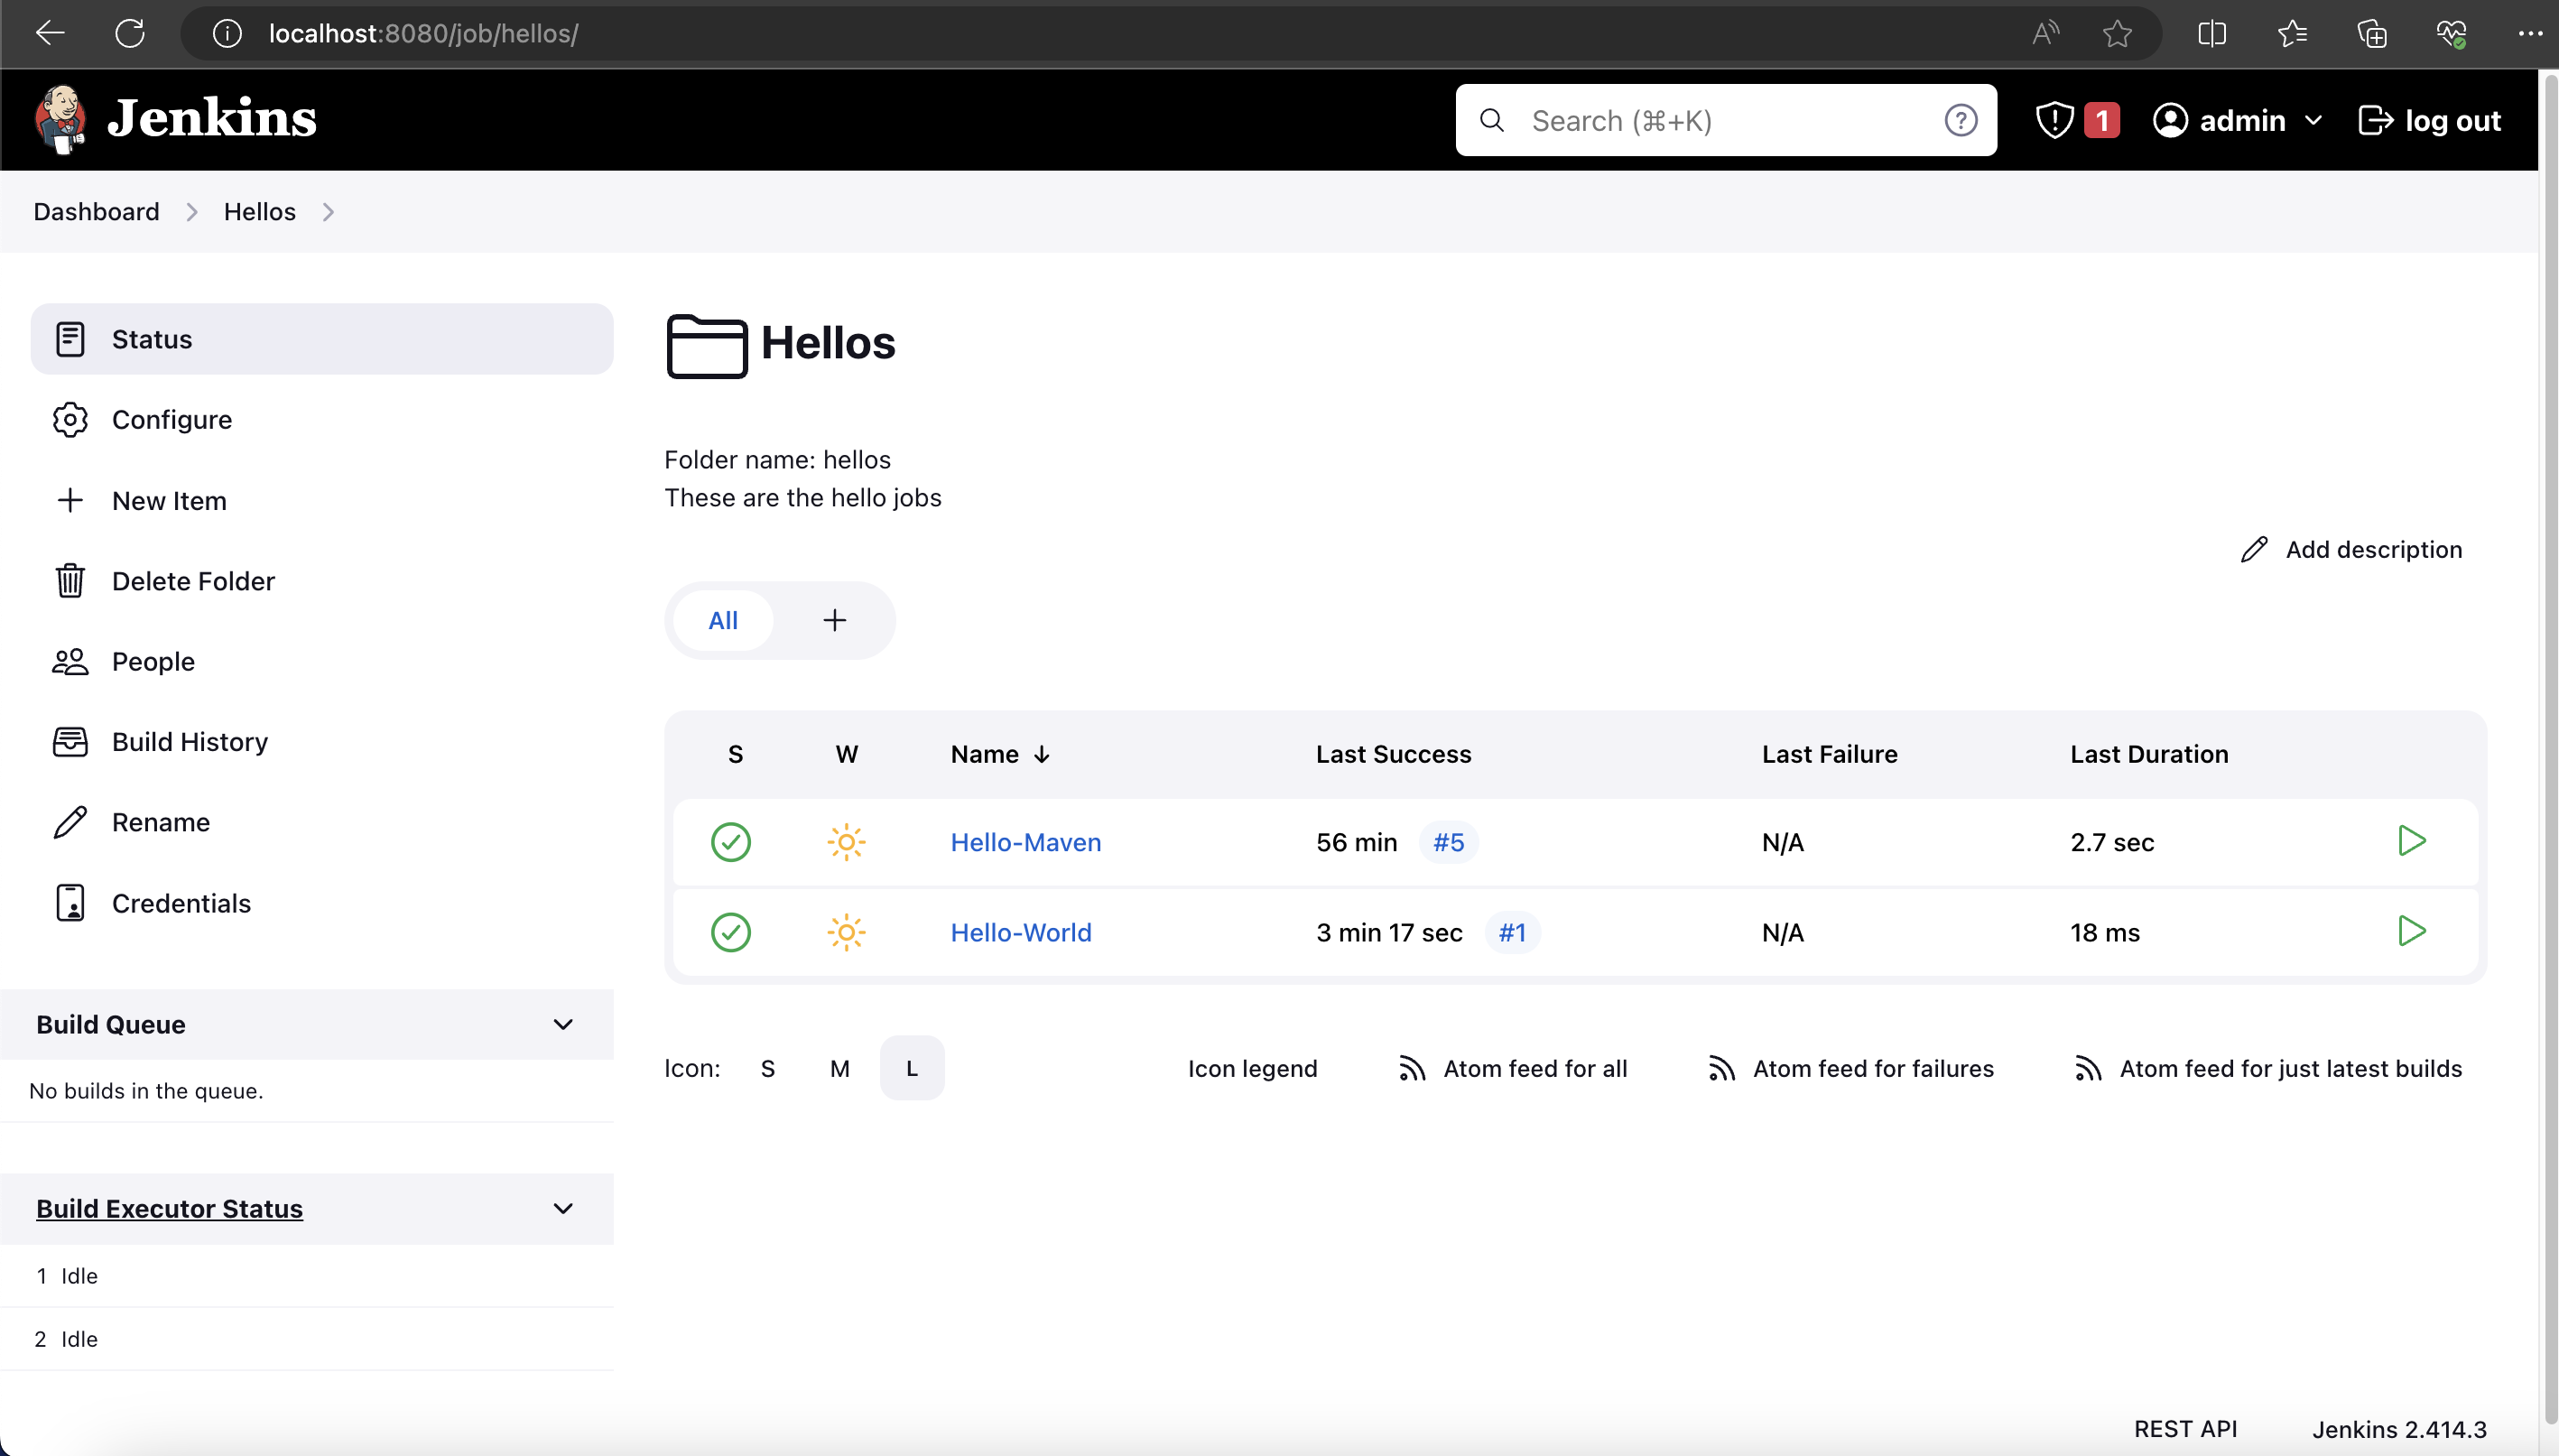 localhost:8080/job/hellos/
Jenkins
Search (⌘+K)
1
admin
log out
Dashboard
Hellos
Status
Configure
New Item
Delete Folder
People
Build History
Rename
Credentials
Build Queue
No builds in the queue.
Build Executor Status
1 Idle
2 Idle
Hellos
Folder name: hellos
These are the hello jobs
Add description
All +
S W Name ↓ Last Success Last Failure Last Duration
Hello-Maven 56 min #5 N/A 2.7 sec
Hello-World 3 min 17 sec #1 N/A 18 ms
Icon: S M L Icon legend Atom feed for all Atom feed for failures Atom feed for just latest builds
REST API Jenkins 2.414.3